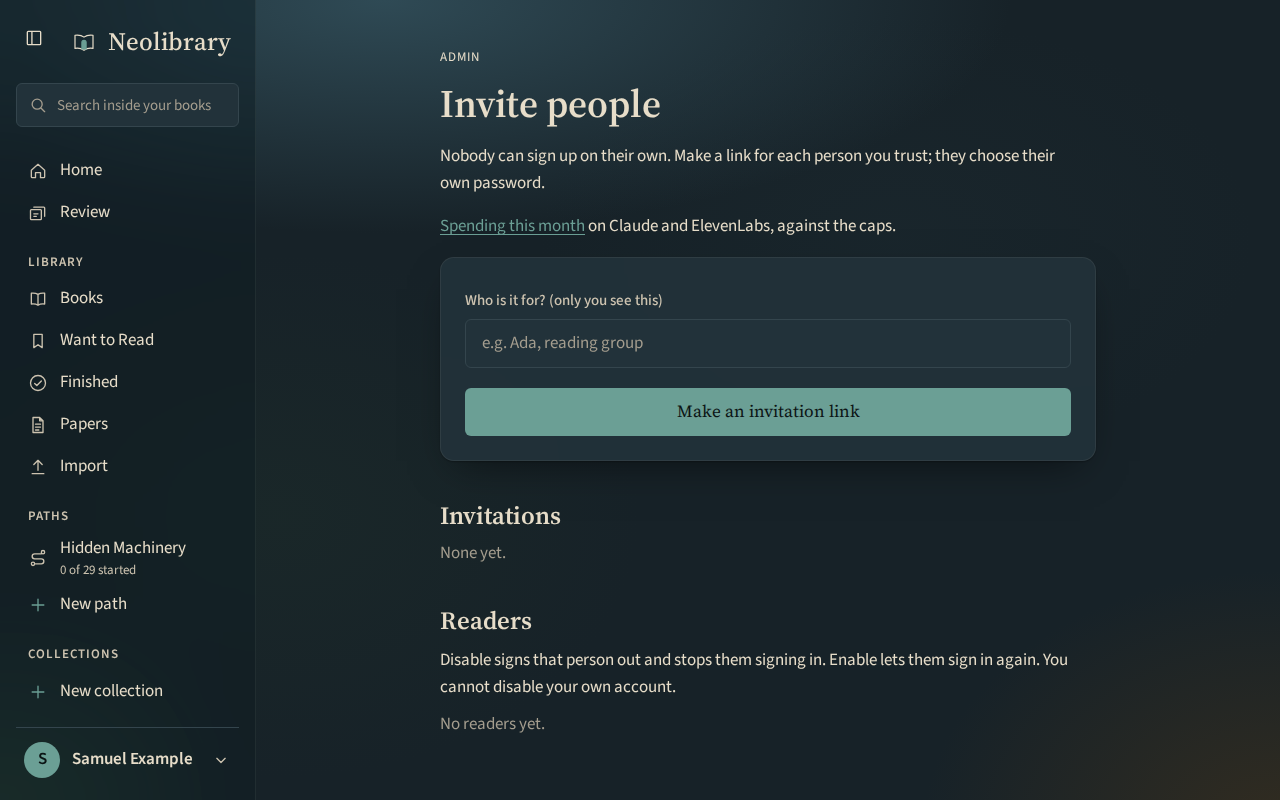 Neolibrary
Search inside your books
Home
Review
LIBRARY
Books
Want to Read
Finished
Papers
Import
PATHS
Hidden Machinery
0 of 29 started
New path
COLLECTIONS
New collection
S
Samuel Example
ADMIN
Invite people
Nobody can sign up on their own. Make a link for each person you trust; they choose their
own password.
Spending this month on Claude and ElevenLabs, against the caps.
Who is it for? (only you see this)
e.g. Ada, reading group
Make an invitation link
Invitations
None yet.
Readers
Disable signs that person out and stops them signing in. Enable lets them sign in again. You
cannot disable your own account.
No readers yet.